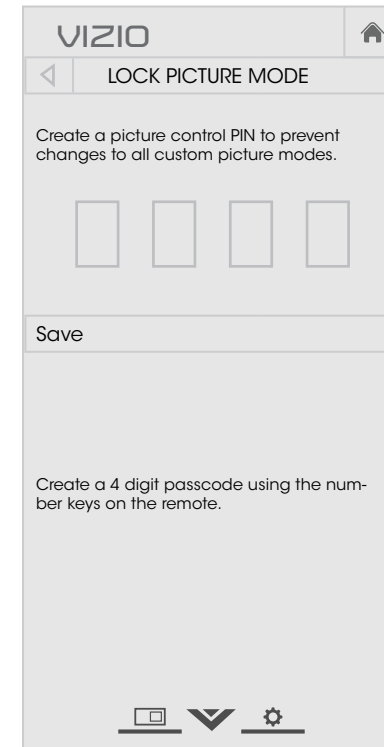 VIZIO
LOCK PICTURE MODE
Create a picture control PIN to prevent
changes to all custom picture modes.
Save
Create a 4 digit passcode using the num-
ber keys on the remote.